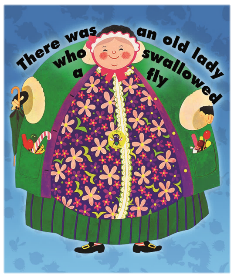 There was an old lady
who swallowed
a fly